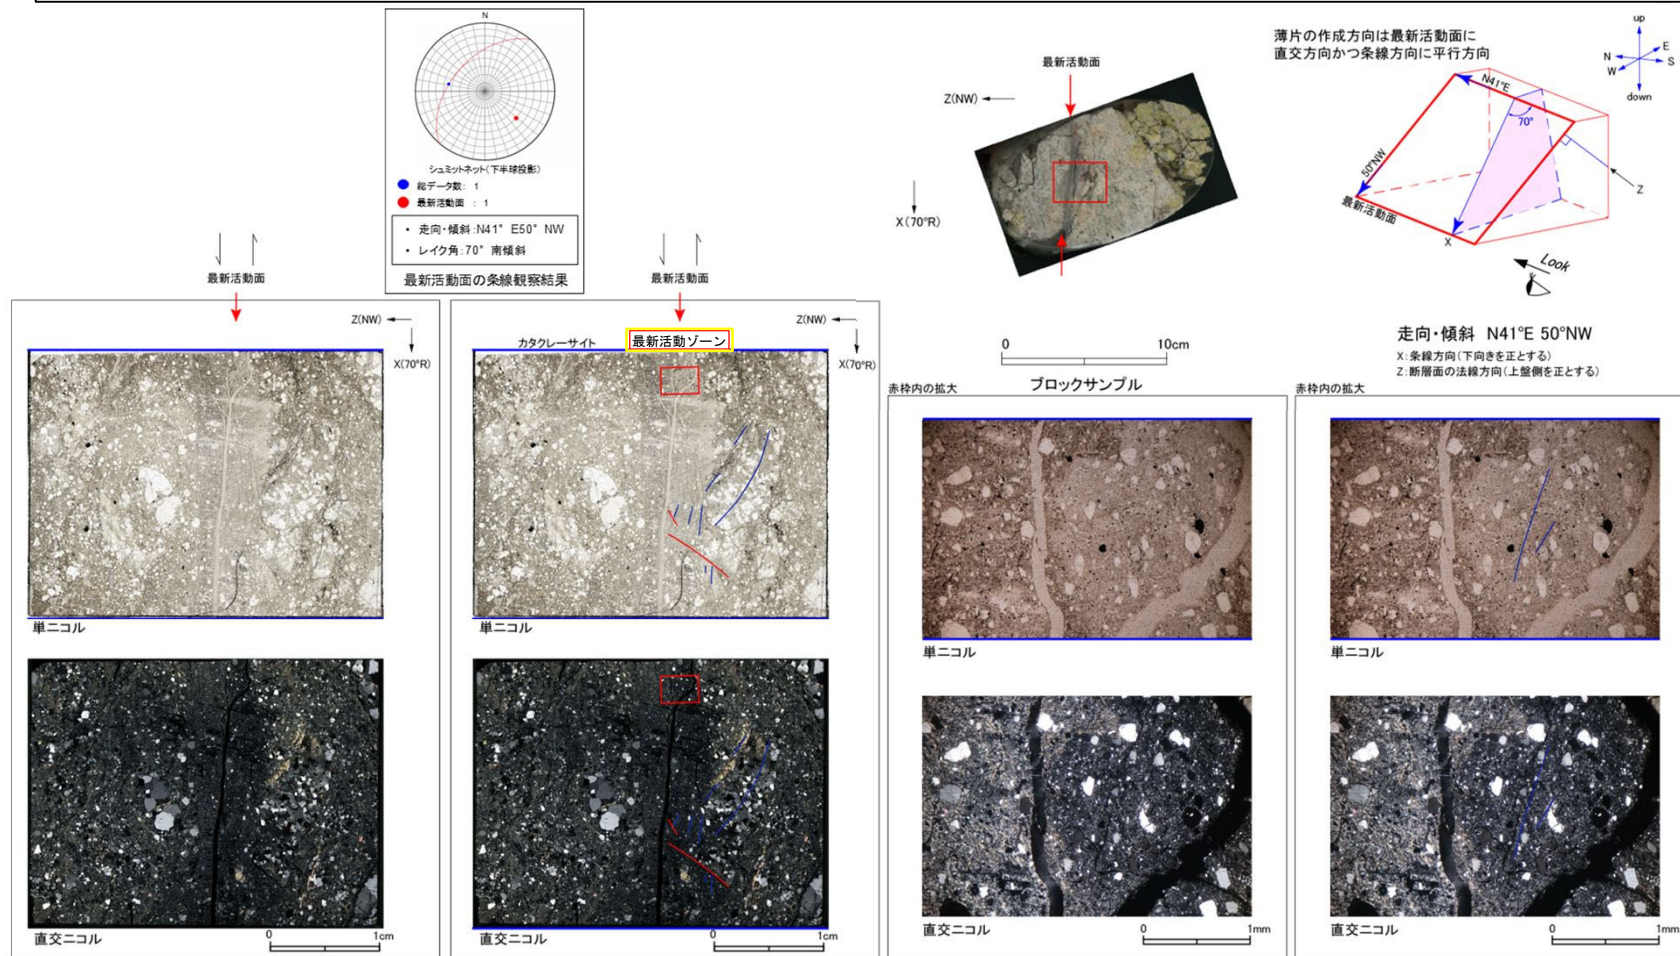 N
シュミットネット(下半球投影)
総データ数: 1
最新活動面 : 1
・ 走向・傾斜:N41° E50° NW
・ レイク角:70° 南傾斜
最新活動面の条線観察結果
最新活動面
Z(NW)
X(70°R)
薄片の作成方向は最新活動面に
直交方向かつ条線方向に平行方向
up
N
E
W
S
down
N41°E
70°
50°NW
Z
最新活動面
X
Look
走向・傾斜 N41°E 50°NW
X:条線方向(下向きを正とする)
Z:断層面の法線方向(上盤側を正とする)
0 10cm
ブロックサンプル
最新活動面
Z(NW)
X(70°R)
単ニコル
直交ニコル
0 1cm
最新活動面
カタクレーサイト
最新活動ゾーン
Z(NW)
X(70°R)
単ニコル
直交ニコル
0 1cm
赤枠内の拡大
単ニコル
直交ニコル
0 1mm
赤枠内の拡大
単ニコル
直交ニコル
0 1mm